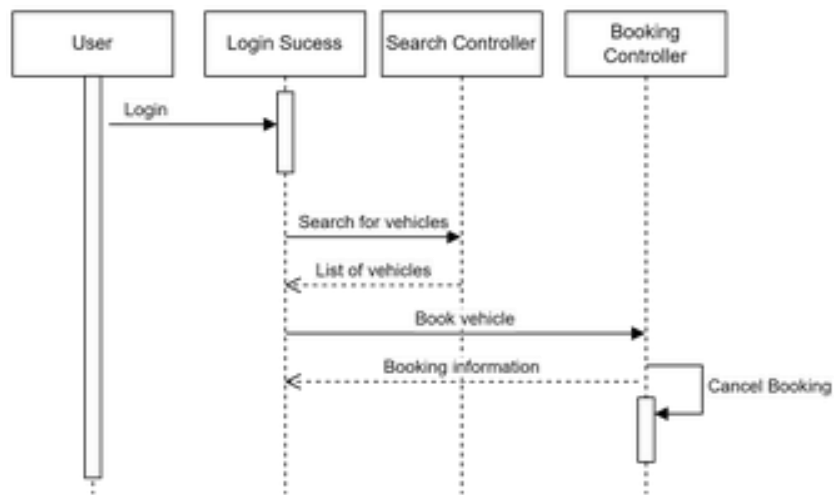 User
Login Sucess
Search Controller
Booking
Controller
Login
Search for vehicles
List of vehicles
Book vehicle
Booking information
Cancel Booking